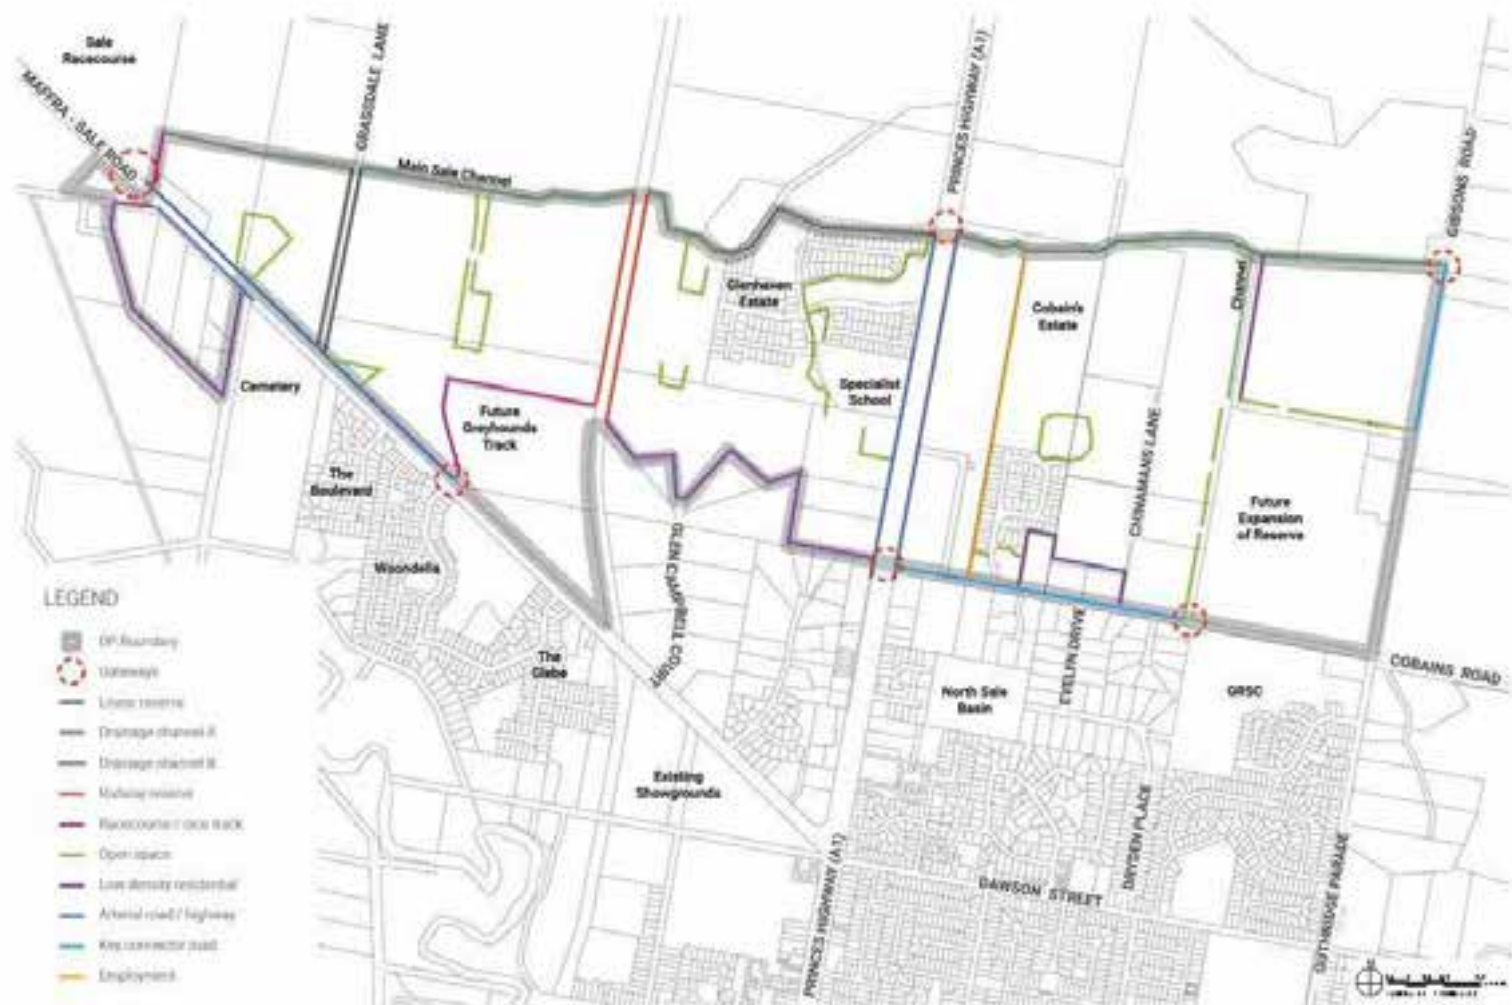 Sale
Racecourse
MAFFRA - SALE ROAD
GRASSDALE LANE
Main Sale Channel
PRINCES HIGHWAY (A1)
GIBSONS ROAD
Glenhaven
Estate
Cobain's
Estate
Channel
Cemetery
Specialist
School
Future
Greyhounds
Track
The
Boulevard
CHINAMANS LANE
Future
Expansion
of Reserve
Woondella
GLEN CAMPBELL COURT
The
Glebe
EVELYN DRIVE
COBAINS ROAD
North Sale
Basin
GRSC
Existing
Showgrounds
DRYSEN PLACE
DAWSON STREET
PRINCES HIGHWAY (A1)
GUTHRIDGE PARADE
LEGEND
DP Boundary
Gateways
Linear reserve
Drainage channel A
Drainage channel B
Railway reserve
Racecourse / race track
Open space
Low density residential
Arterial road / highway
Key connector road
Employment